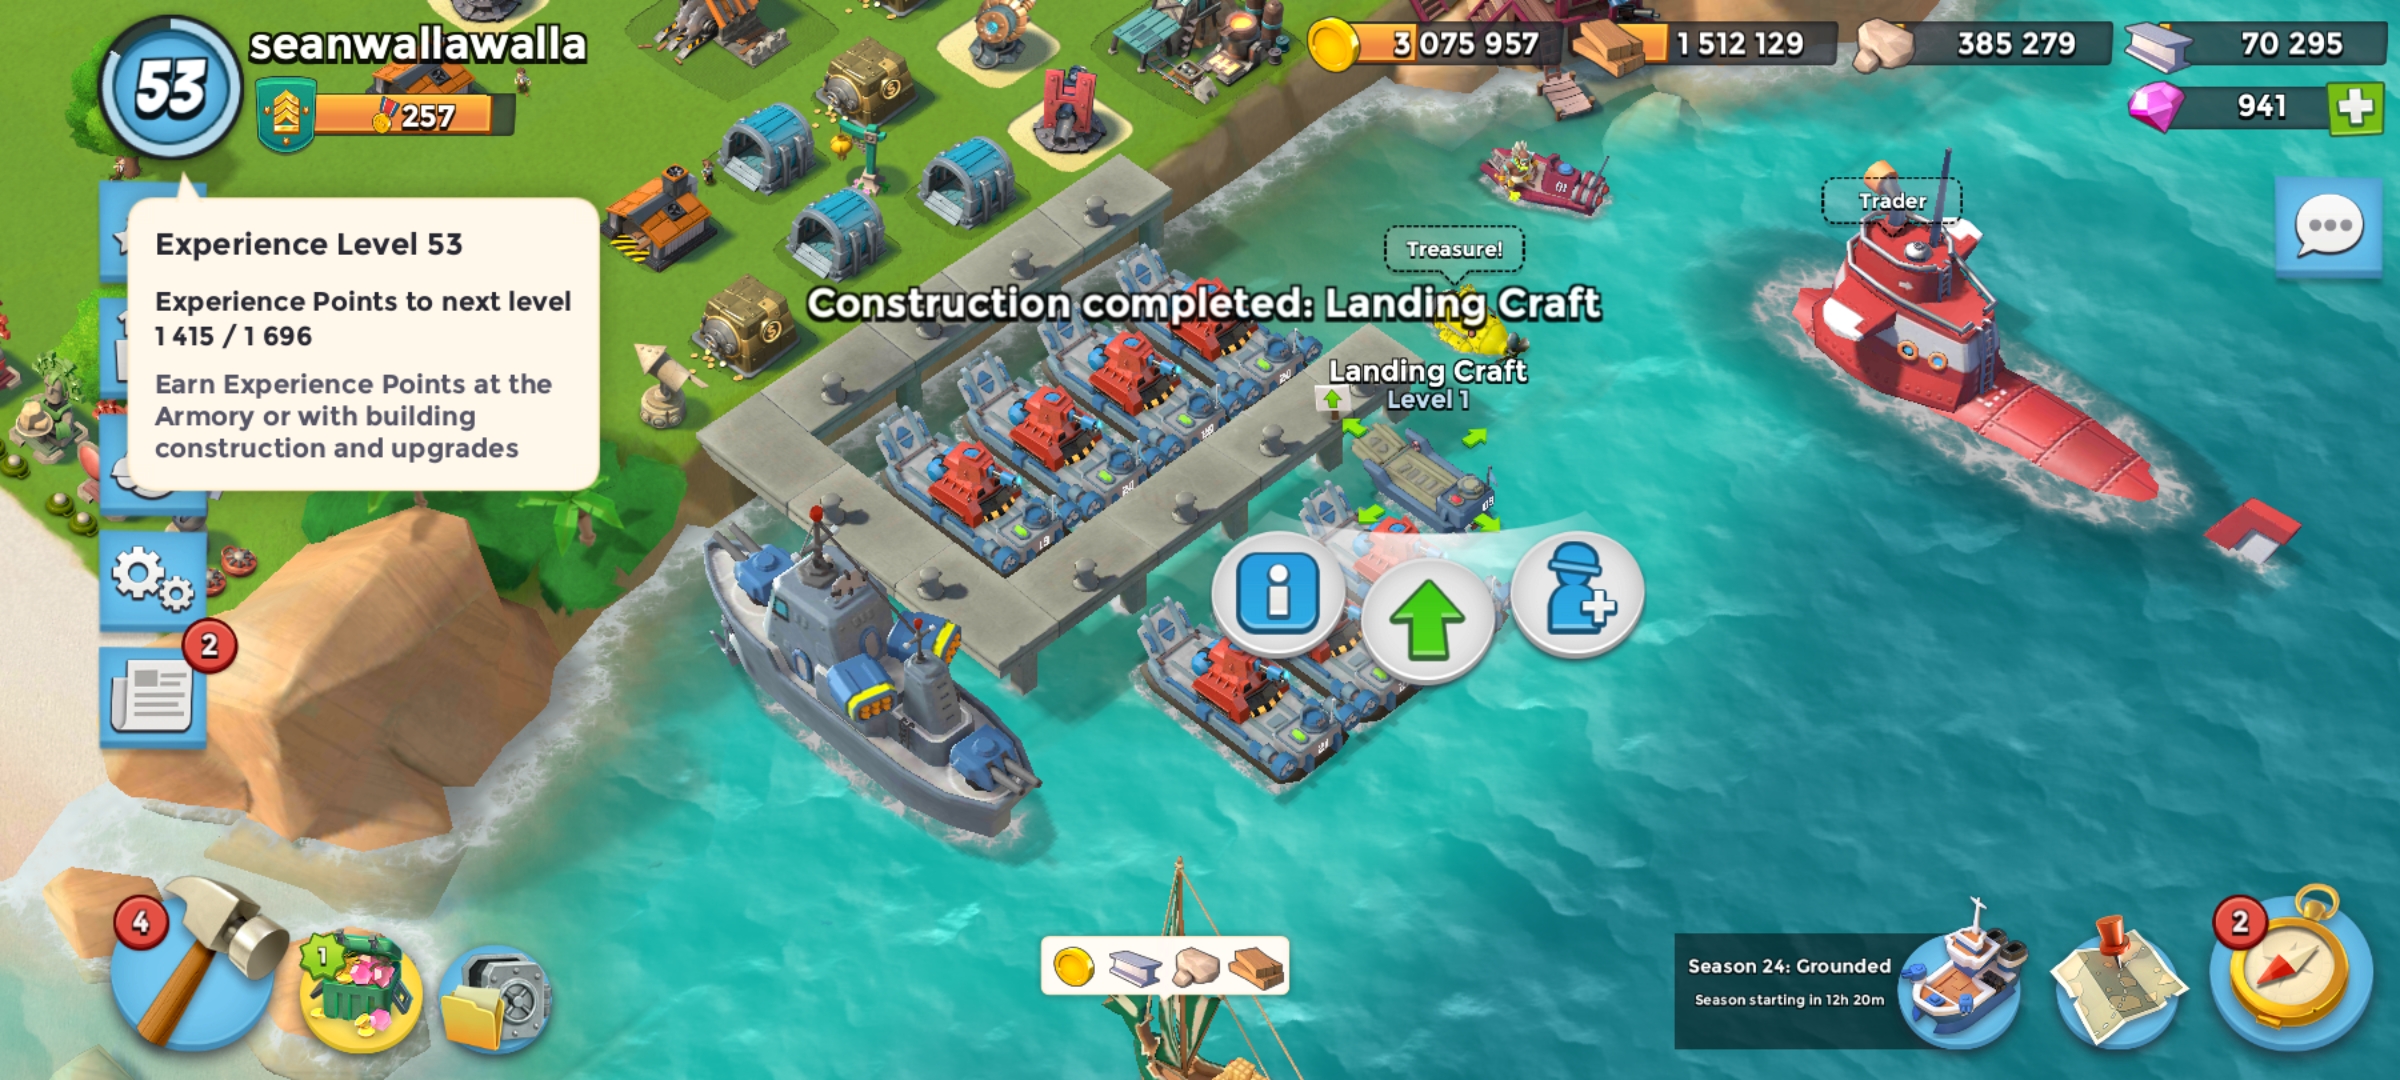 53
seanwallawalla
257
3 075 957
1 512 129
385 279
70 295
941
Experience Level 53
Experience Points to next level
1 415 / 1 696
Earn Experience Points at the
Armory or with building
construction and upgrades
Trader
Treasure!
Construction completed: Landing Craft
Landing Craft
Level 1
2
4
1
Season 24: Grounded
Season starting in 12h 20m
2